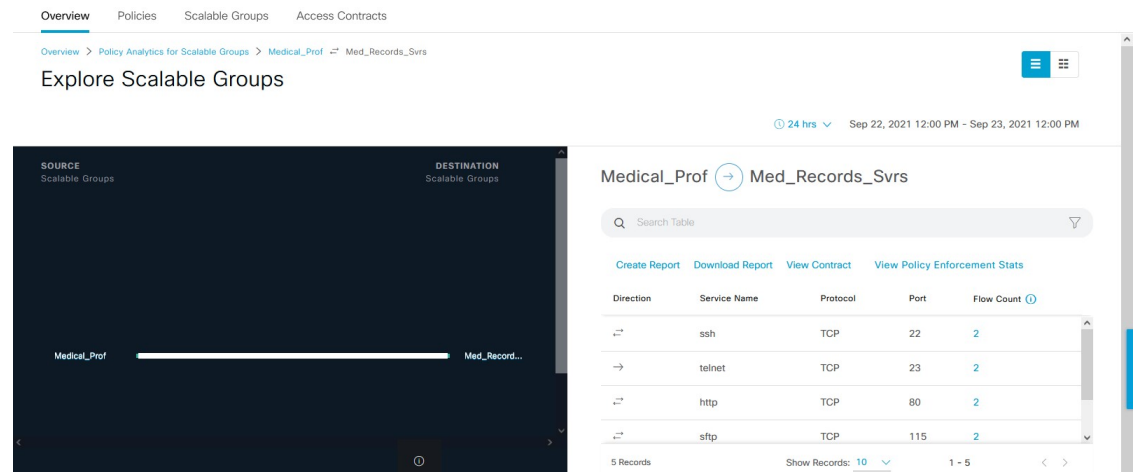 Overview Policies Scalable Groups Access Contracts
Overview > Policy Analytics for Scalable Groups > Medical_Prof ⇄ Med_Records_Svrs
Explore Scalable Groups
24 hrs Sep 22, 2021 12:00 PM - Sep 23, 2021 12:00 PM
SOURCE
Scalable Groups
DESTINATION
Scalable Groups
Medical_Prof
Med_Record...
Medical_Prof → Med_Records_Svrs
Search Table
Create Report Download Report View Contract View Policy Enforcement Stats
Direction Service Name Protocol Port Flow Count
⇄ ssh TCP 22 2
→ telnet TCP 23 2
⇄ http TCP 80 2
⇄ sftp TCP 115 2
5 Records Show Records: 10 1 - 5 < >